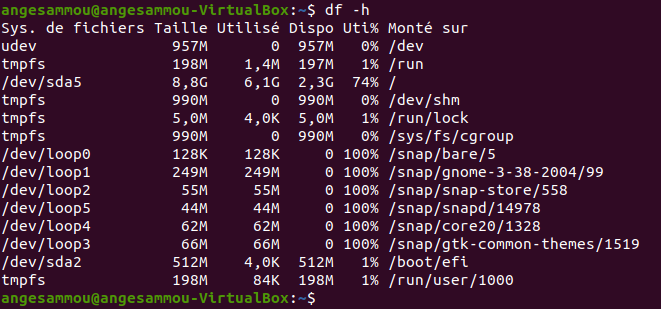 angesammou@angesammou-VirtualBox:~$ df -h
Sys. de fichiers Taille Utilisé Dispo Uti% Monté sur
udev 957M 0 957M 0% /dev
tmpfs 198M 1,4M 197M 1% /run
/dev/sda5 8,8G 6,1G 2,3G 74% /
tmpfs 990M 0 990M 0% /dev/shm
tmpfs 5,0M 4,0K 5,0M 1% /run/lock
tmpfs 990M 0 990M 0% /sys/fs/cgroup
/dev/loop0 128K 128K 0 100% /snap/bare/5
/dev/loop1 249M 249M 0 100% /snap/gnome-3-38-2004/99
/dev/loop2 55M 55M 0 100% /snap/snap-store/558
/dev/loop5 44M 44M 0 100% /snap/snapd/14978
/dev/loop4 62M 62M 0 100% /snap/core20/1328
/dev/loop3 66M 66M 0 100% /snap/gtk-common-themes/1519
/dev/sda2 512M 4,0K 512M 1% /boot/efi
tmpfs 198M 84K 198M 1% /run/user/1000
angesammou@angesammou-VirtualBox:~$